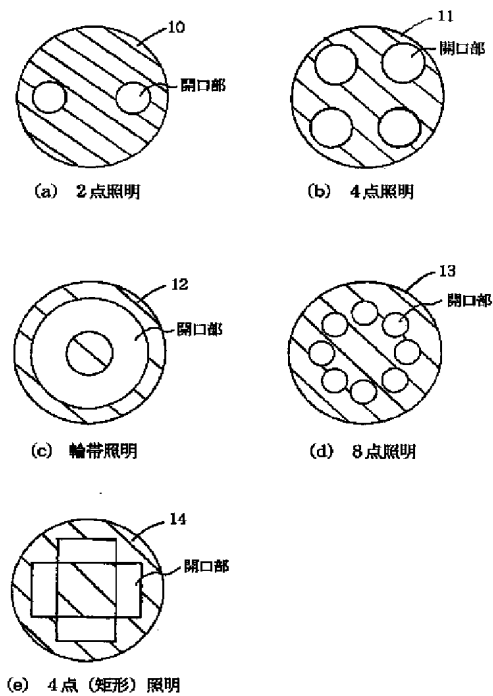 10
開口部
(a) 2点照明
11
開口部
(b) 4点照明
12
開口部
(c) 輪帯照明
13
開口部
(d) 8点照明
14
開口部
(e) 4点(矩形)照明